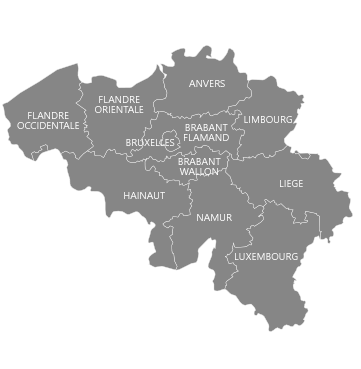 ANVERS
FLANDRE
ORIENTALE
FLANDRE
OCCIDENTALE
LIMBOURG
BRABANT
FLAMAND
BRUXELLES
BRABANT
WALLON
LIEGE
HAINAUT
NAMUR
LUXEMBOURG